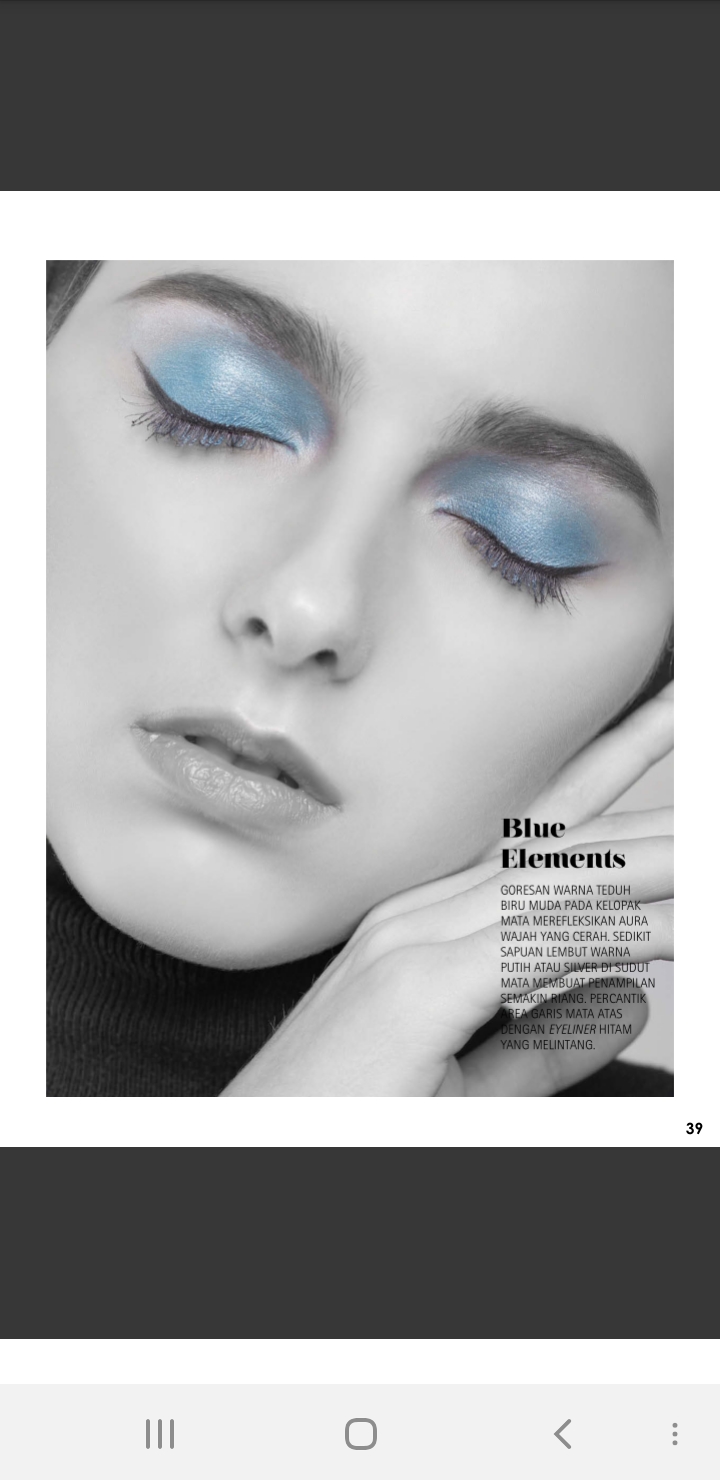 Blue
Elements
GORESAN WARNA TEDUH
BIRU MUDA PADA KELOPAK
MATA MEREFLEKSIKAN AURA
WAJAH YANG CERAH. SEDIKIT
SAPUAN LEMBUT WARNA
PUTIH ATAU SILVER DI SUDUT
MATA MEMBUAT PENAMPILAN
SEMAKIN RIANG. PERCANTIK
AREA GARIS MATA ATAS
DENGAN EYELINER HITAM
YANG MELINTANG.
39